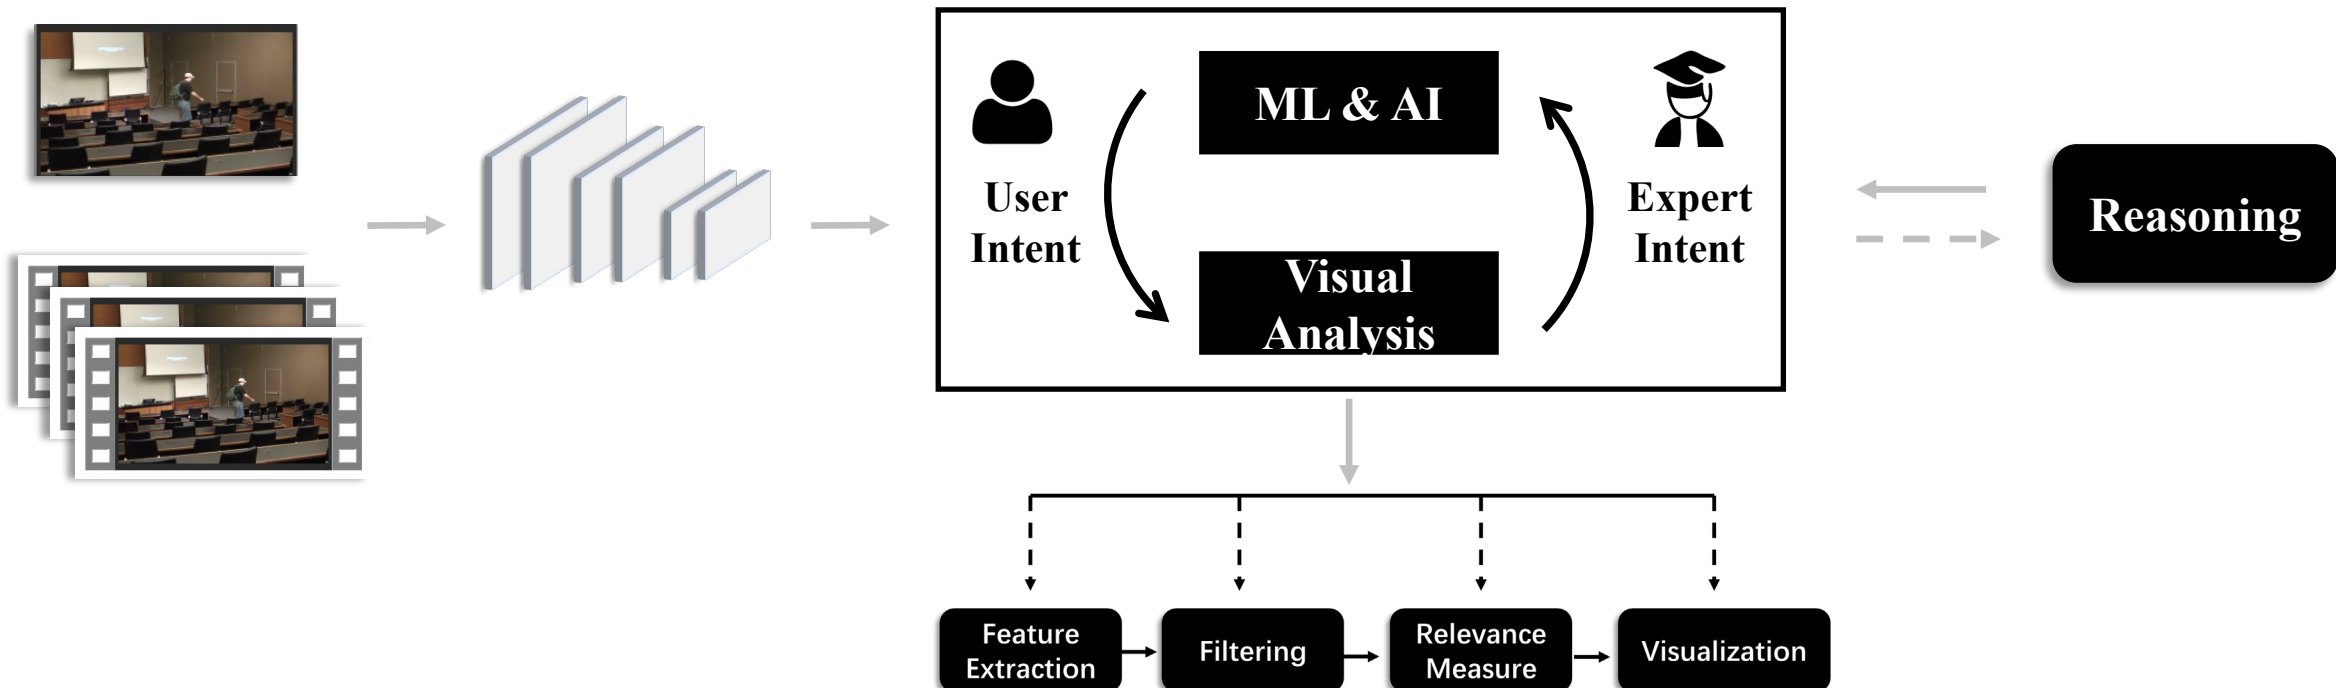 ML & AI
User
Intent
Expert
Intent
Visual
Analysis
Reasoning
Feature
Extraction
Filtering
Relevance
Measure
Visualization